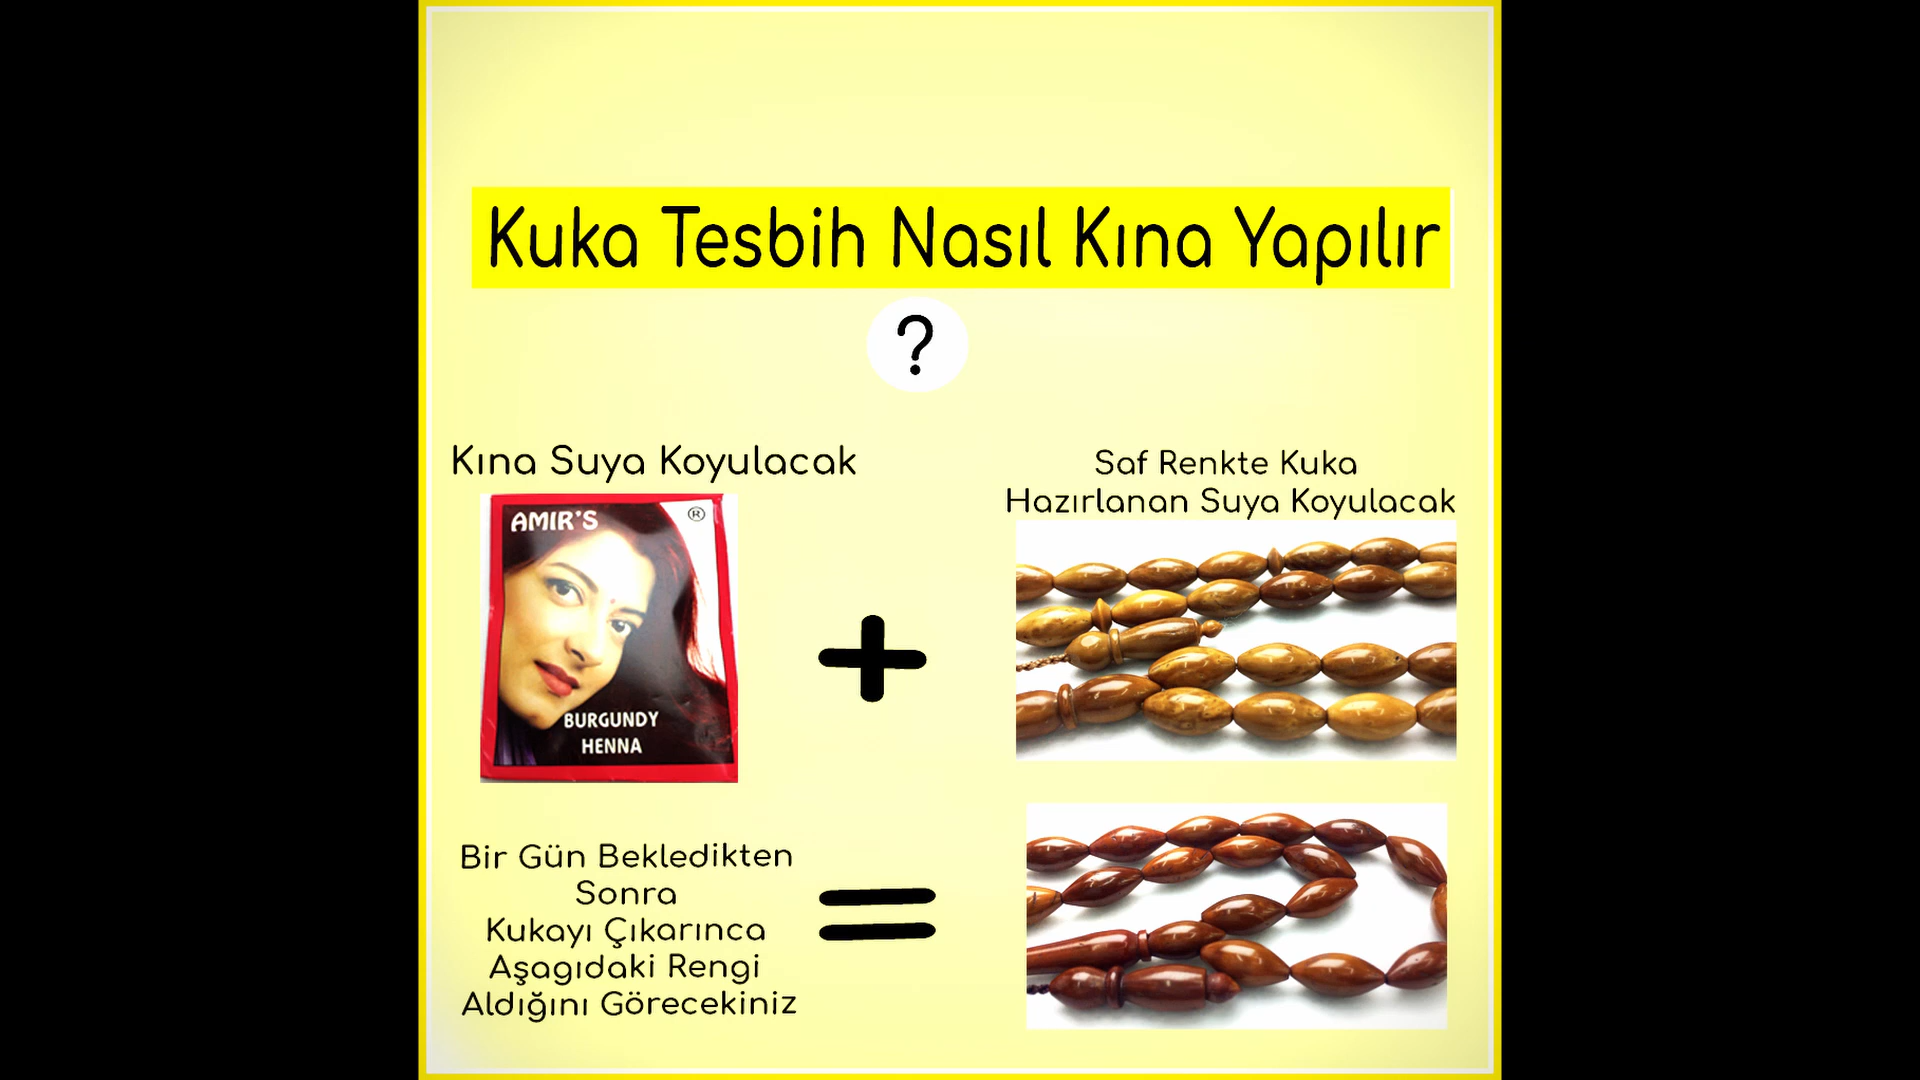 Kuka Tesbih Nasıl Kına Yapılır
?
Kına Suya Koyulacak
AMIR'S ®
BURGUNDY
HENNA
+
Saf Renkte Kuka
Hazırlanan Suya Koyulacak
Bir Gün Bekledikten
Sonra
Kukayı Çıkarınca
Aşagıdaki Rengi
Aldığını Görecekiniz
=